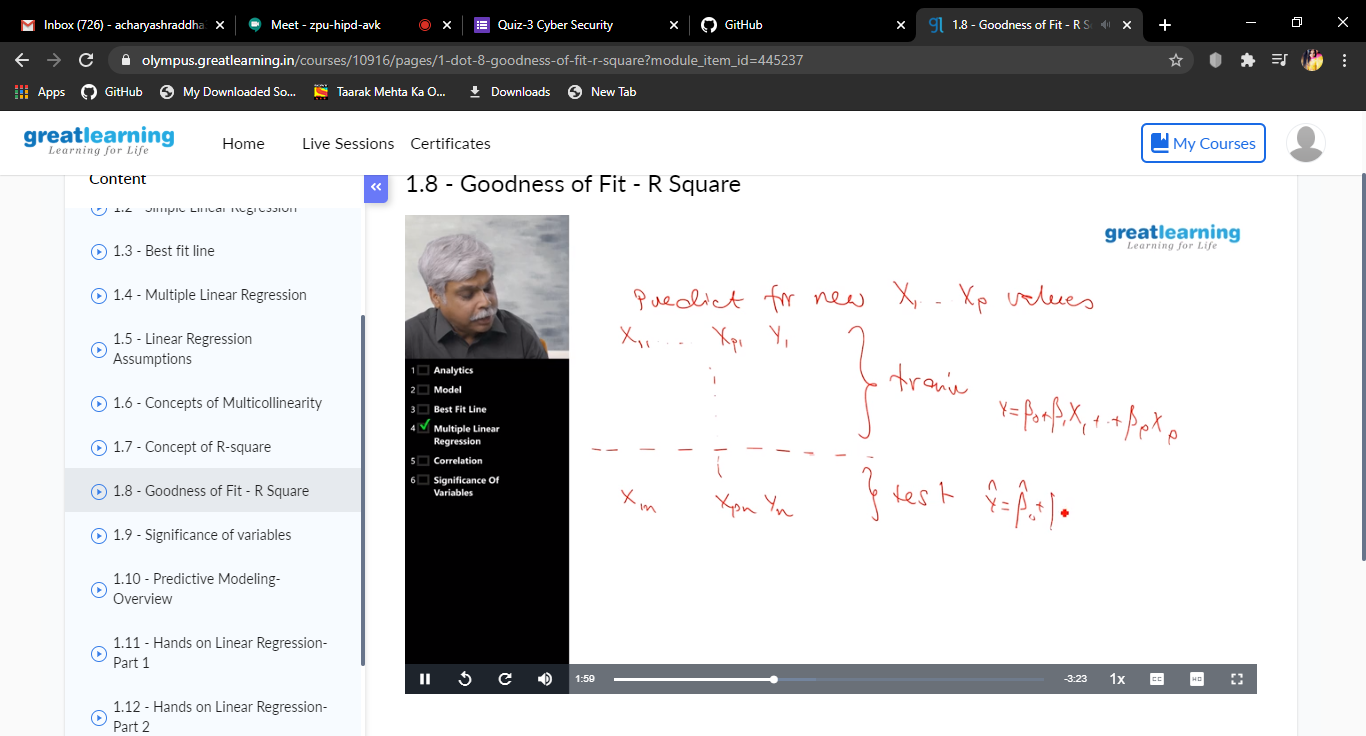 Inbox (726) - acharyashraddha
Meet - zpu-hipd-avk
Quiz-3 Cyber Security
GitHub
1.8 - Goodness of Fit - R S
olympus.greatlearning.in/courses/10916/pages/1-dot-8-goodness-of-fit-r-square?module_item_id=445237
Apps
GitHub
My Downloaded So...
Taarak Mehta Ka O...
Downloads
New Tab
greatlearning
Learning for Life
Home
Live Sessions
Certificates
My Courses
Content
1.2 - Simple Linear Regression
1.3 - Best fit line
1.4 - Multiple Linear Regression
1.5 - Linear Regression
Assumptions
1.6 - Concepts of Multicollinearity
1.7 - Concept of R-square
1.8 - Goodness of Fit - R Square
1.9 - Significance of variables
1.10 - Predictive Modeling-
Overview
1.11 - Hands on Linear Regression-
Part 1
1.12 - Hands on Linear Regression-
Part 2
1.8 - Goodness of Fit - R Square
1 Analytics
2 Model
3 Best Fit Line
4 Multiple Linear
Regression
5 Correlation
6 Significance Of
Variables
greatlearning
Learning for Life
Predict for new X₁ .. Xp values
X₁₁ .... Xp₁ Y₁
train
Y=β₀+β₁X₁+..+βpXp
X₁n Xpn Yn
test
Ŷ=β̂₀+
1:59
-3:23
1x
CC
HD